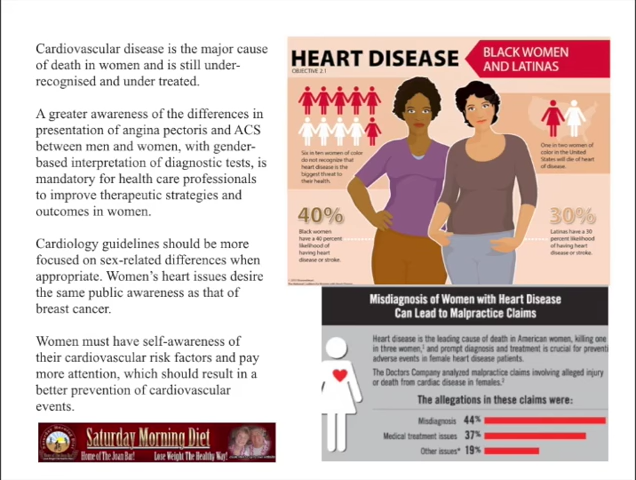 Cardiovascular disease is the major cause
of death in women and is still under-
recognised and under treated.
A greater awareness of the differences in
presentation of angina pectoris and ACS
between men and women, with gender-
based interpretation of diagnostic tests, is
mandatory for health care professionals
to improve therapeutic strategies and
outcomes in women.
Cardiology guidelines should be more
focused on sex-related differences when
appropriate. Women's heart issues desire
the same public awareness as that of
breast cancer.
Women must have self-awareness of
their cardiovascular risk factors and pay
more attention, which should result in a
better prevention of cardiovascular
events.
Saturday Morning Diet
Home of The Joan Bar!
Lose Weight The Healthy Way!
HEART DISEASE
OBJECTIVE 2.1
BLACK WOMEN
AND LATINAS
Six in two women of color
do not recognize that
heart disease is the
biggest threat to
their health.
One in two women of
color in the United
States will die of heart
disease.
40%
Black women
have a 40 percent
likelihood of
having heart
disease or stroke.
30%
Latinas have a 30
percent likelihood
of having heart
disease or stroke.
Misdiagnosis of Women with Heart Disease
Can Lead to Malpractice Claims
Heart disease is the leading cause of death in American women, killing one
in three women,¹ and prompt diagnosis and treatment is crucial for preventi
adverse events in female heart disease patients.
The Doctors Company analyzed malpractice claims involving alleged injury
or death from cardiac disease in females.²
The allegations in these claims were:
Misdiagnosis 44%
Medical treatment issues 37%
Other issues* 19%